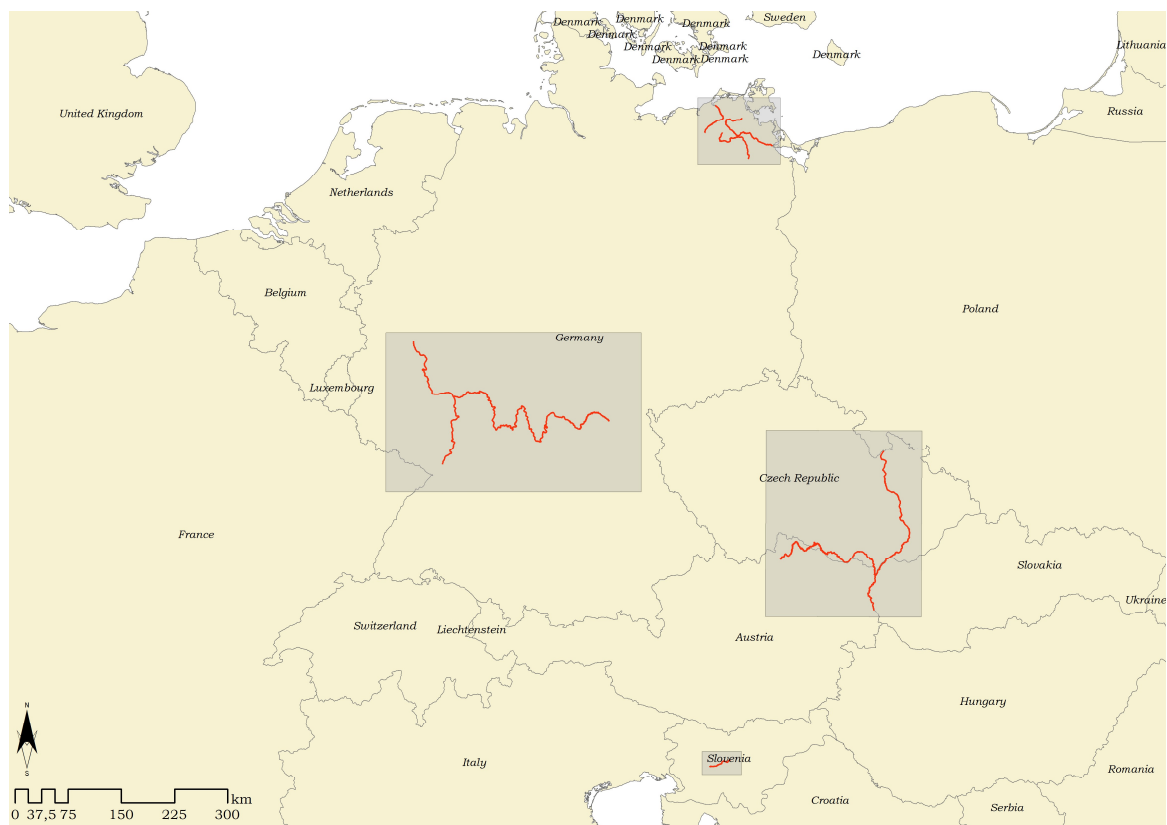 Denmark
Denmark
Sweden
Denmark
Denmark
Denmark
Denmark
Lithuania
Denmark
Denmark
Denmark
United Kingdom
Russia
Netherlands
Belgium
Poland
Germany
Luxembourg
Czech Republic
France
Slovakia
Ukraine
Switzerland
Liechtenstein
Austria
Hungary
N
Slovenia
Italy
Romania
S
km
Croatia
Serbia
0 37,5 75 150 225 300